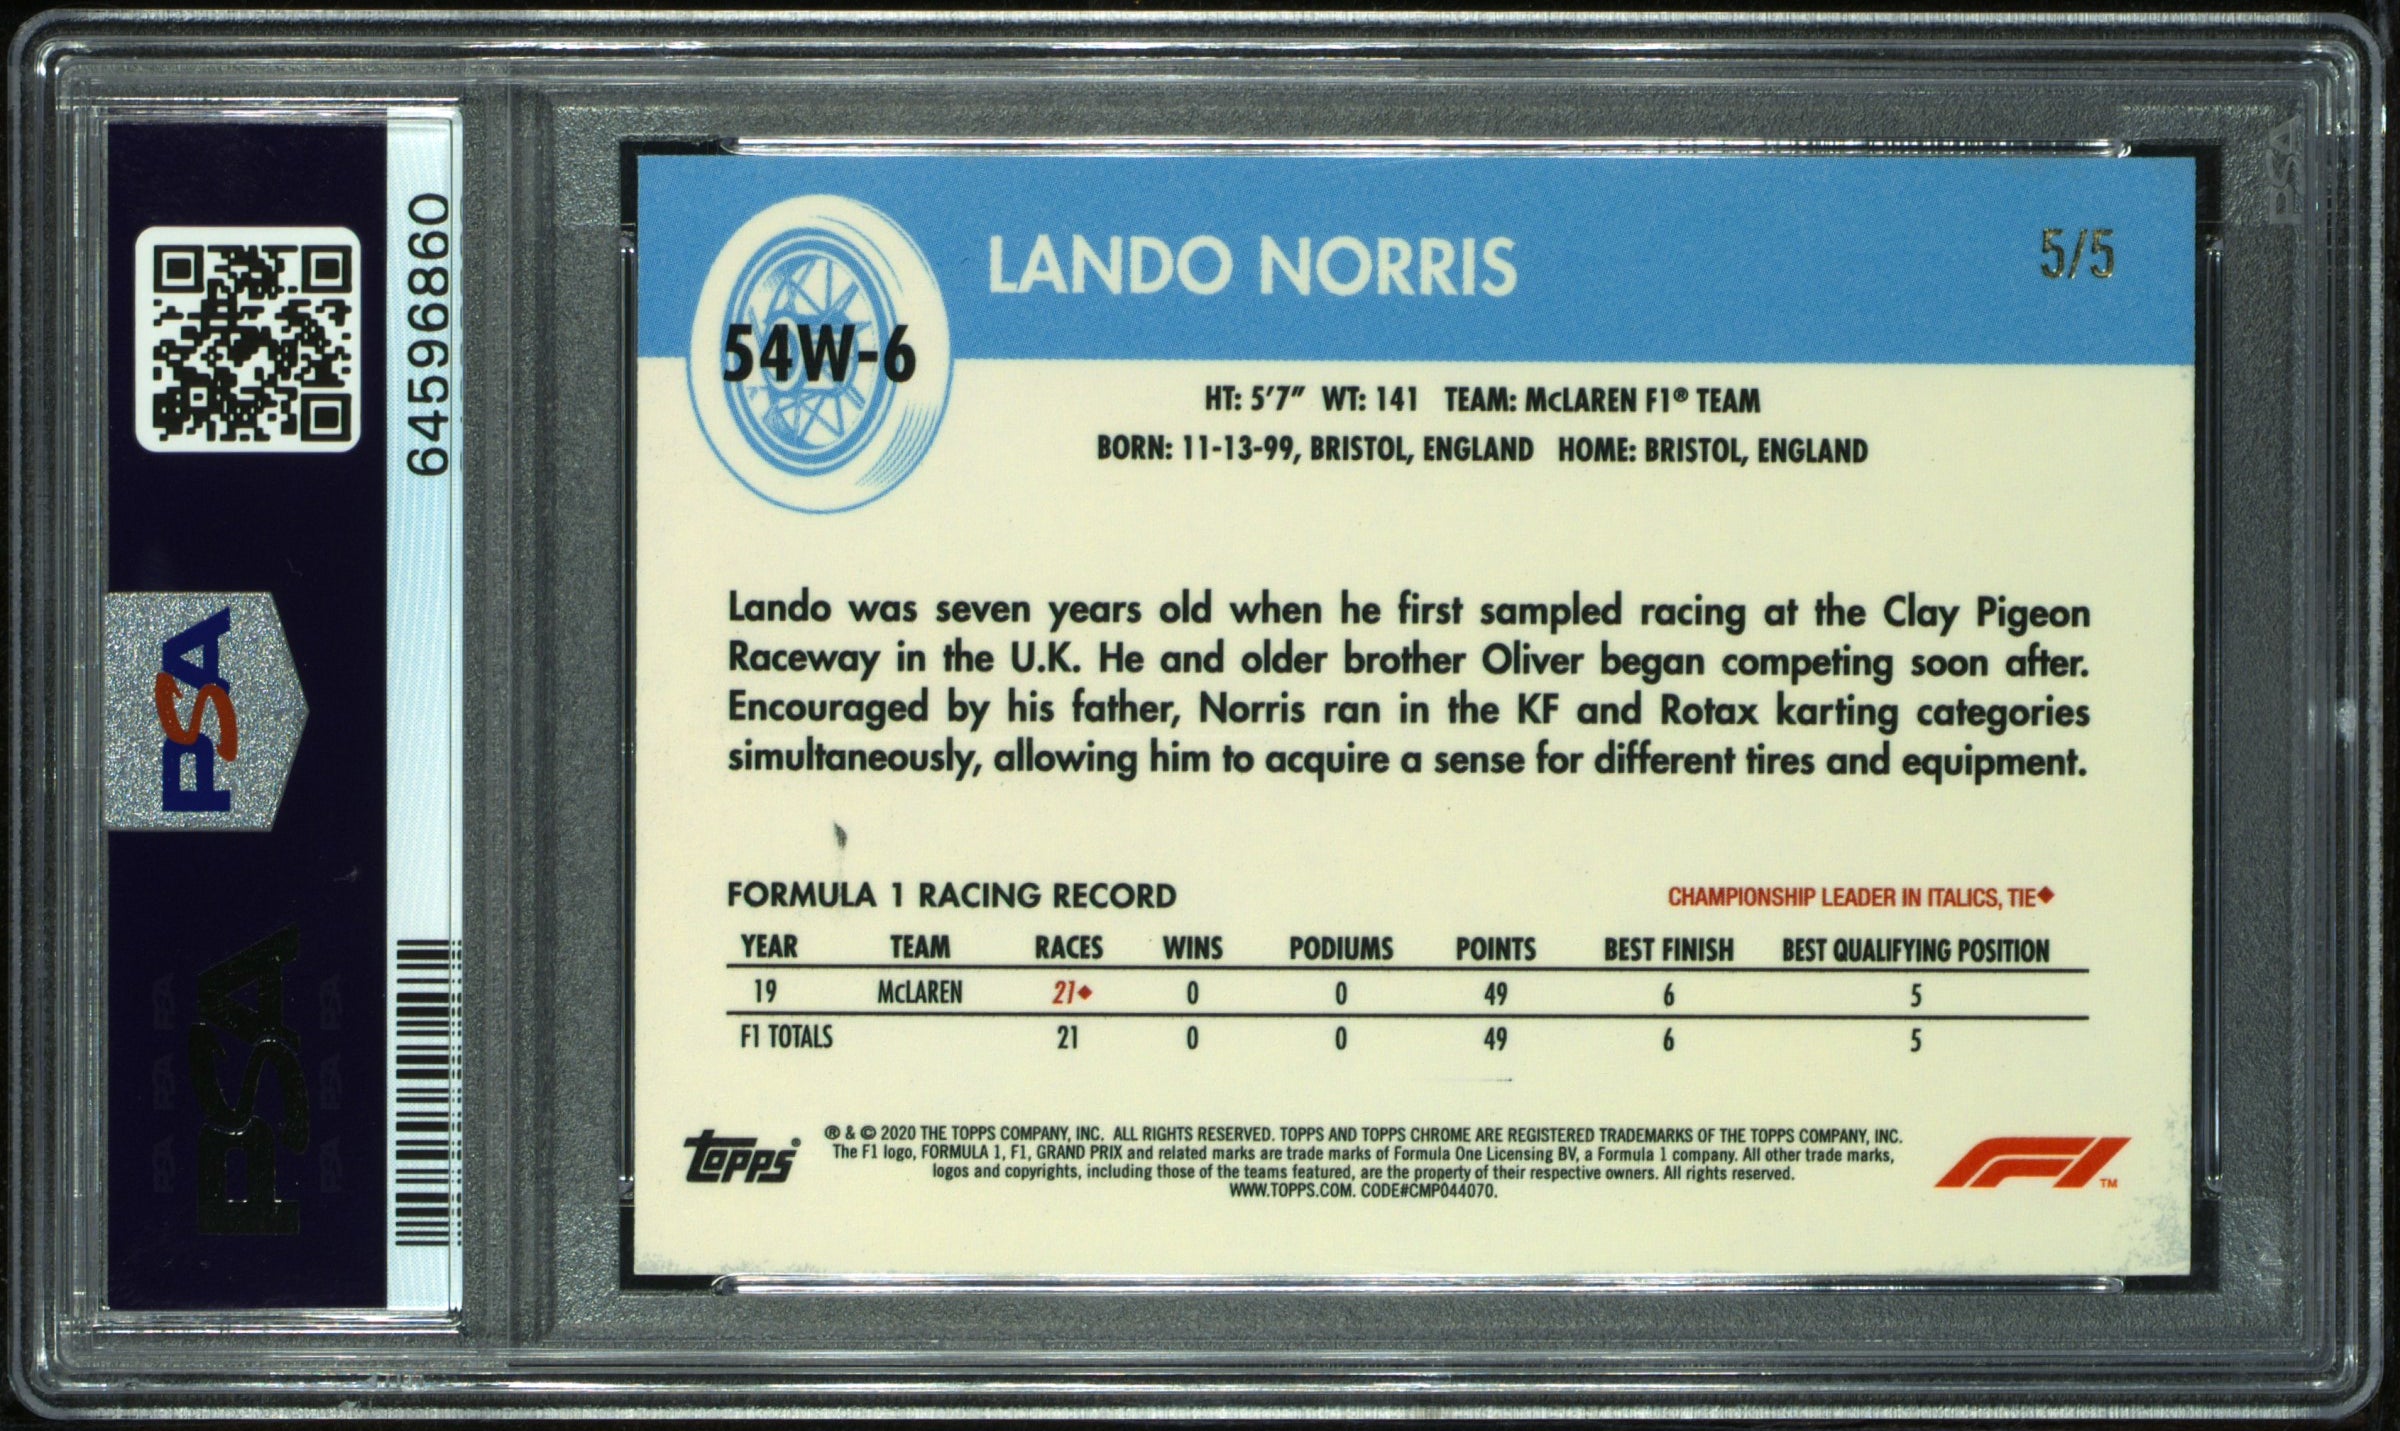 64596860
PSA
PSA
LANDO NORRIS
5/5
54W-6
HT: 5'7" WT: 141 TEAM: McLAREN F1® TEAM
BORN: 11-13-99, BRISTOL, ENGLAND HOME: BRISTOL, ENGLAND
Lando was seven years old when he first sampled racing at the Clay Pigeon
Raceway in the U.K. He and older brother Oliver began competing soon after.
Encouraged by his father, Norris ran in the KF and Rotax karting categories
simultaneously, allowing him to acquire a sense for different tires and equipment.
FORMULA 1 RACING RECORD CHAMPIONSHIP LEADER IN ITALICS, TIE◆
YEAR TEAM RACES WINS PODIUMS POINTS BEST FINISH BEST QUALIFYING POSITION
19 McLAREN 21◆ 0 0 49 6 5
F1 TOTALS 21 0 0 49 6 5
Topps®
® & © 2020 THE TOPPS COMPANY, INC. ALL RIGHTS RESERVED. TOPPS AND TOPPS CHROME ARE REGISTERED TRADEMARKS OF THE TOPPS COMPANY, INC.
The F1 logo, FORMULA 1, F1, GRAND PRIX and related marks are trade marks of Formula One Licensing BV, a Formula 1 company. All other trade marks,
logos and copyrights, including those of the teams featured, are the property of their respective owners. All rights reserved.
WWW.TOPPS.COM. CODE#CMP044070.
F1™
PSA